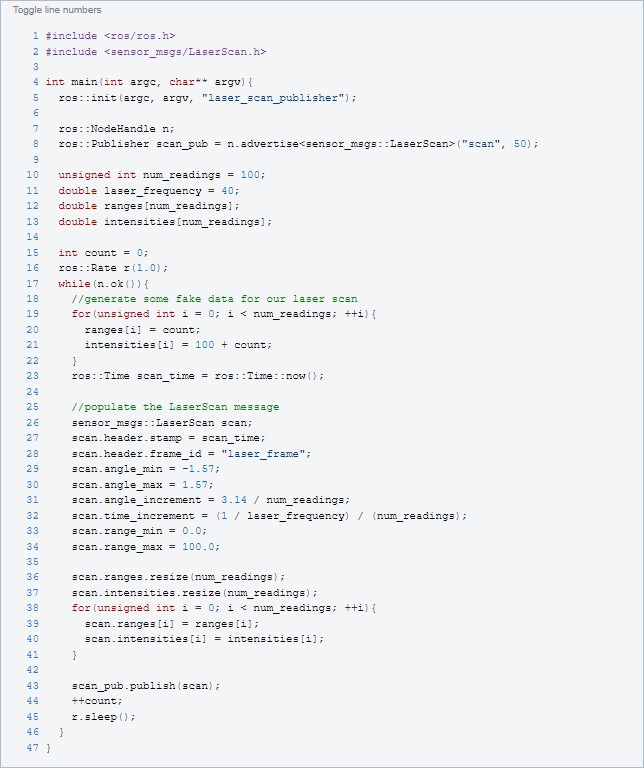 Toggle line numbers
1 #include <ros/ros.h>
2 #include <sensor_msgs/LaserScan.h>
3
4 int main(int argc, char** argv){
5   ros::init(argc, argv, "laser_scan_publisher");
6
7   ros::NodeHandle n;
8   ros::Publisher scan_pub = n.advertise<sensor_msgs::LaserScan>("scan", 50);
9
10   unsigned int num_readings = 100;
11   double laser_frequency = 40;
12   double ranges[num_readings];
13   double intensities[num_readings];
14
15   int count = 0;
16   ros::Rate r(1.0);
17   while(n.ok()){
18     //generate some fake data for our laser scan
19     for(unsigned int i = 0; i < num_readings; ++i){
20       ranges[i] = count;
21       intensities[i] = 100 + count;
22     }
23     ros::Time scan_time = ros::Time::now();
24
25     //populate the LaserScan message
26     sensor_msgs::LaserScan scan;
27     scan.header.stamp = scan_time;
28     scan.header.frame_id = "laser_frame";
29     scan.angle_min = -1.57;
30     scan.angle_max = 1.57;
31     scan.angle_increment = 3.14 / num_readings;
32     scan.time_increment = (1 / laser_frequency) / (num_readings);
33     scan.range_min = 0.0;
34     scan.range_max = 100.0;
35
36     scan.ranges.resize(num_readings);
37     scan.intensities.resize(num_readings);
38     for(unsigned int i = 0; i < num_readings; ++i){
39       scan.ranges[i] = ranges[i];
40       scan.intensities[i] = intensities[i];
41     }
42
43     scan_pub.publish(scan);
44     ++count;
45     r.sleep();
46   }
47 }